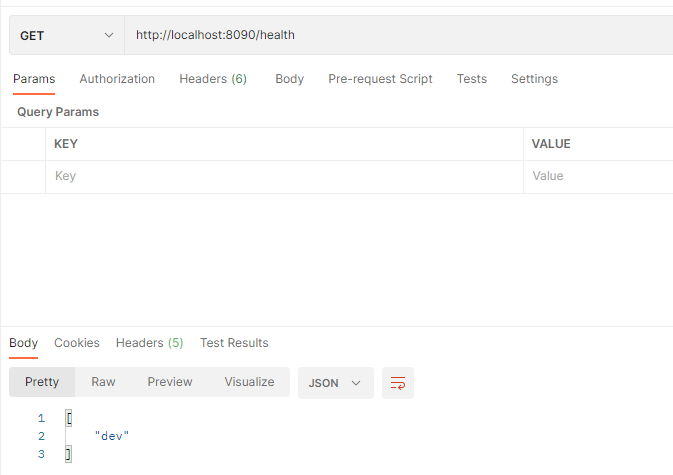 GET http://localhost:8090/health
Params Authorization Headers (6) Body Pre-request Script Tests Settings
Query Params
KEY VALUE
Key Value
Body Cookies Headers (5) Test Results
Pretty Raw Preview Visualize JSON
1 [
2 "dev"
3 ]